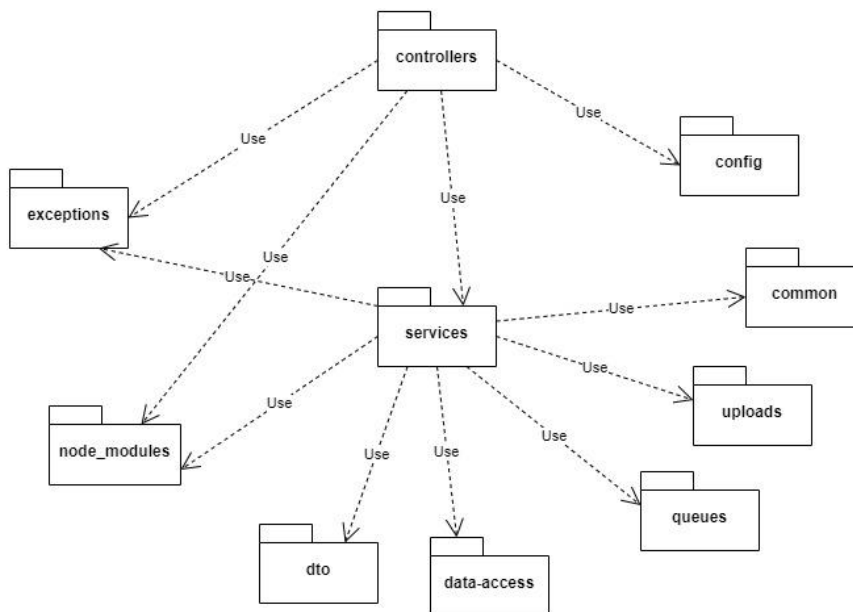 controllers
Use
Use
config
exceptions
Use
Use
Use
common
services
Use
Use
uploads
Use
node_modules
Use
Use
Use
queues
dto
data-access